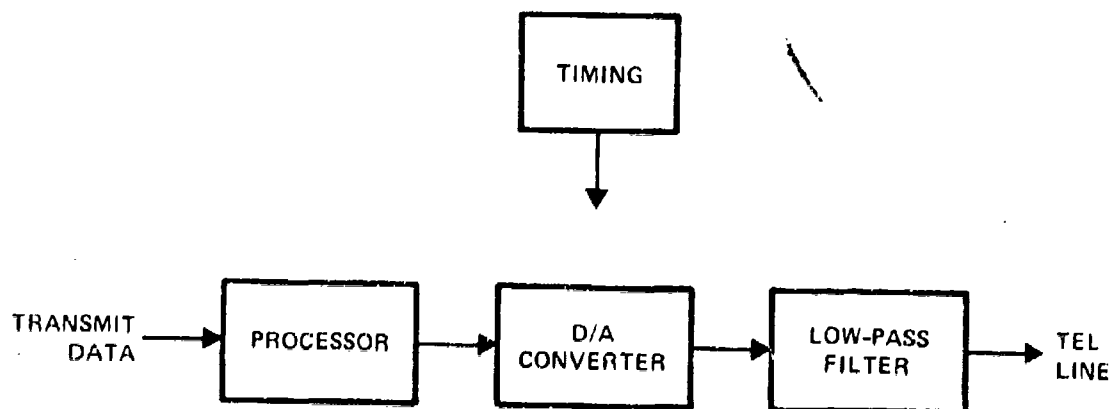 TIMING
TRANSMIT
DATA
PROCESSOR
D/A
CONVERTER
LOW-PASS
FILTER
TEL
LINE